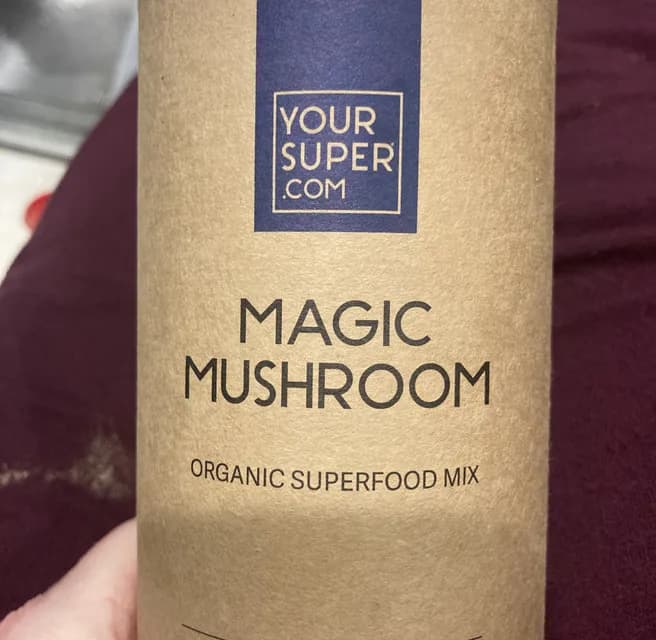 YOUR
SUPER
.COM
MAGIC
MUSHROOM
ORGANIC SUPERFOOD MIX